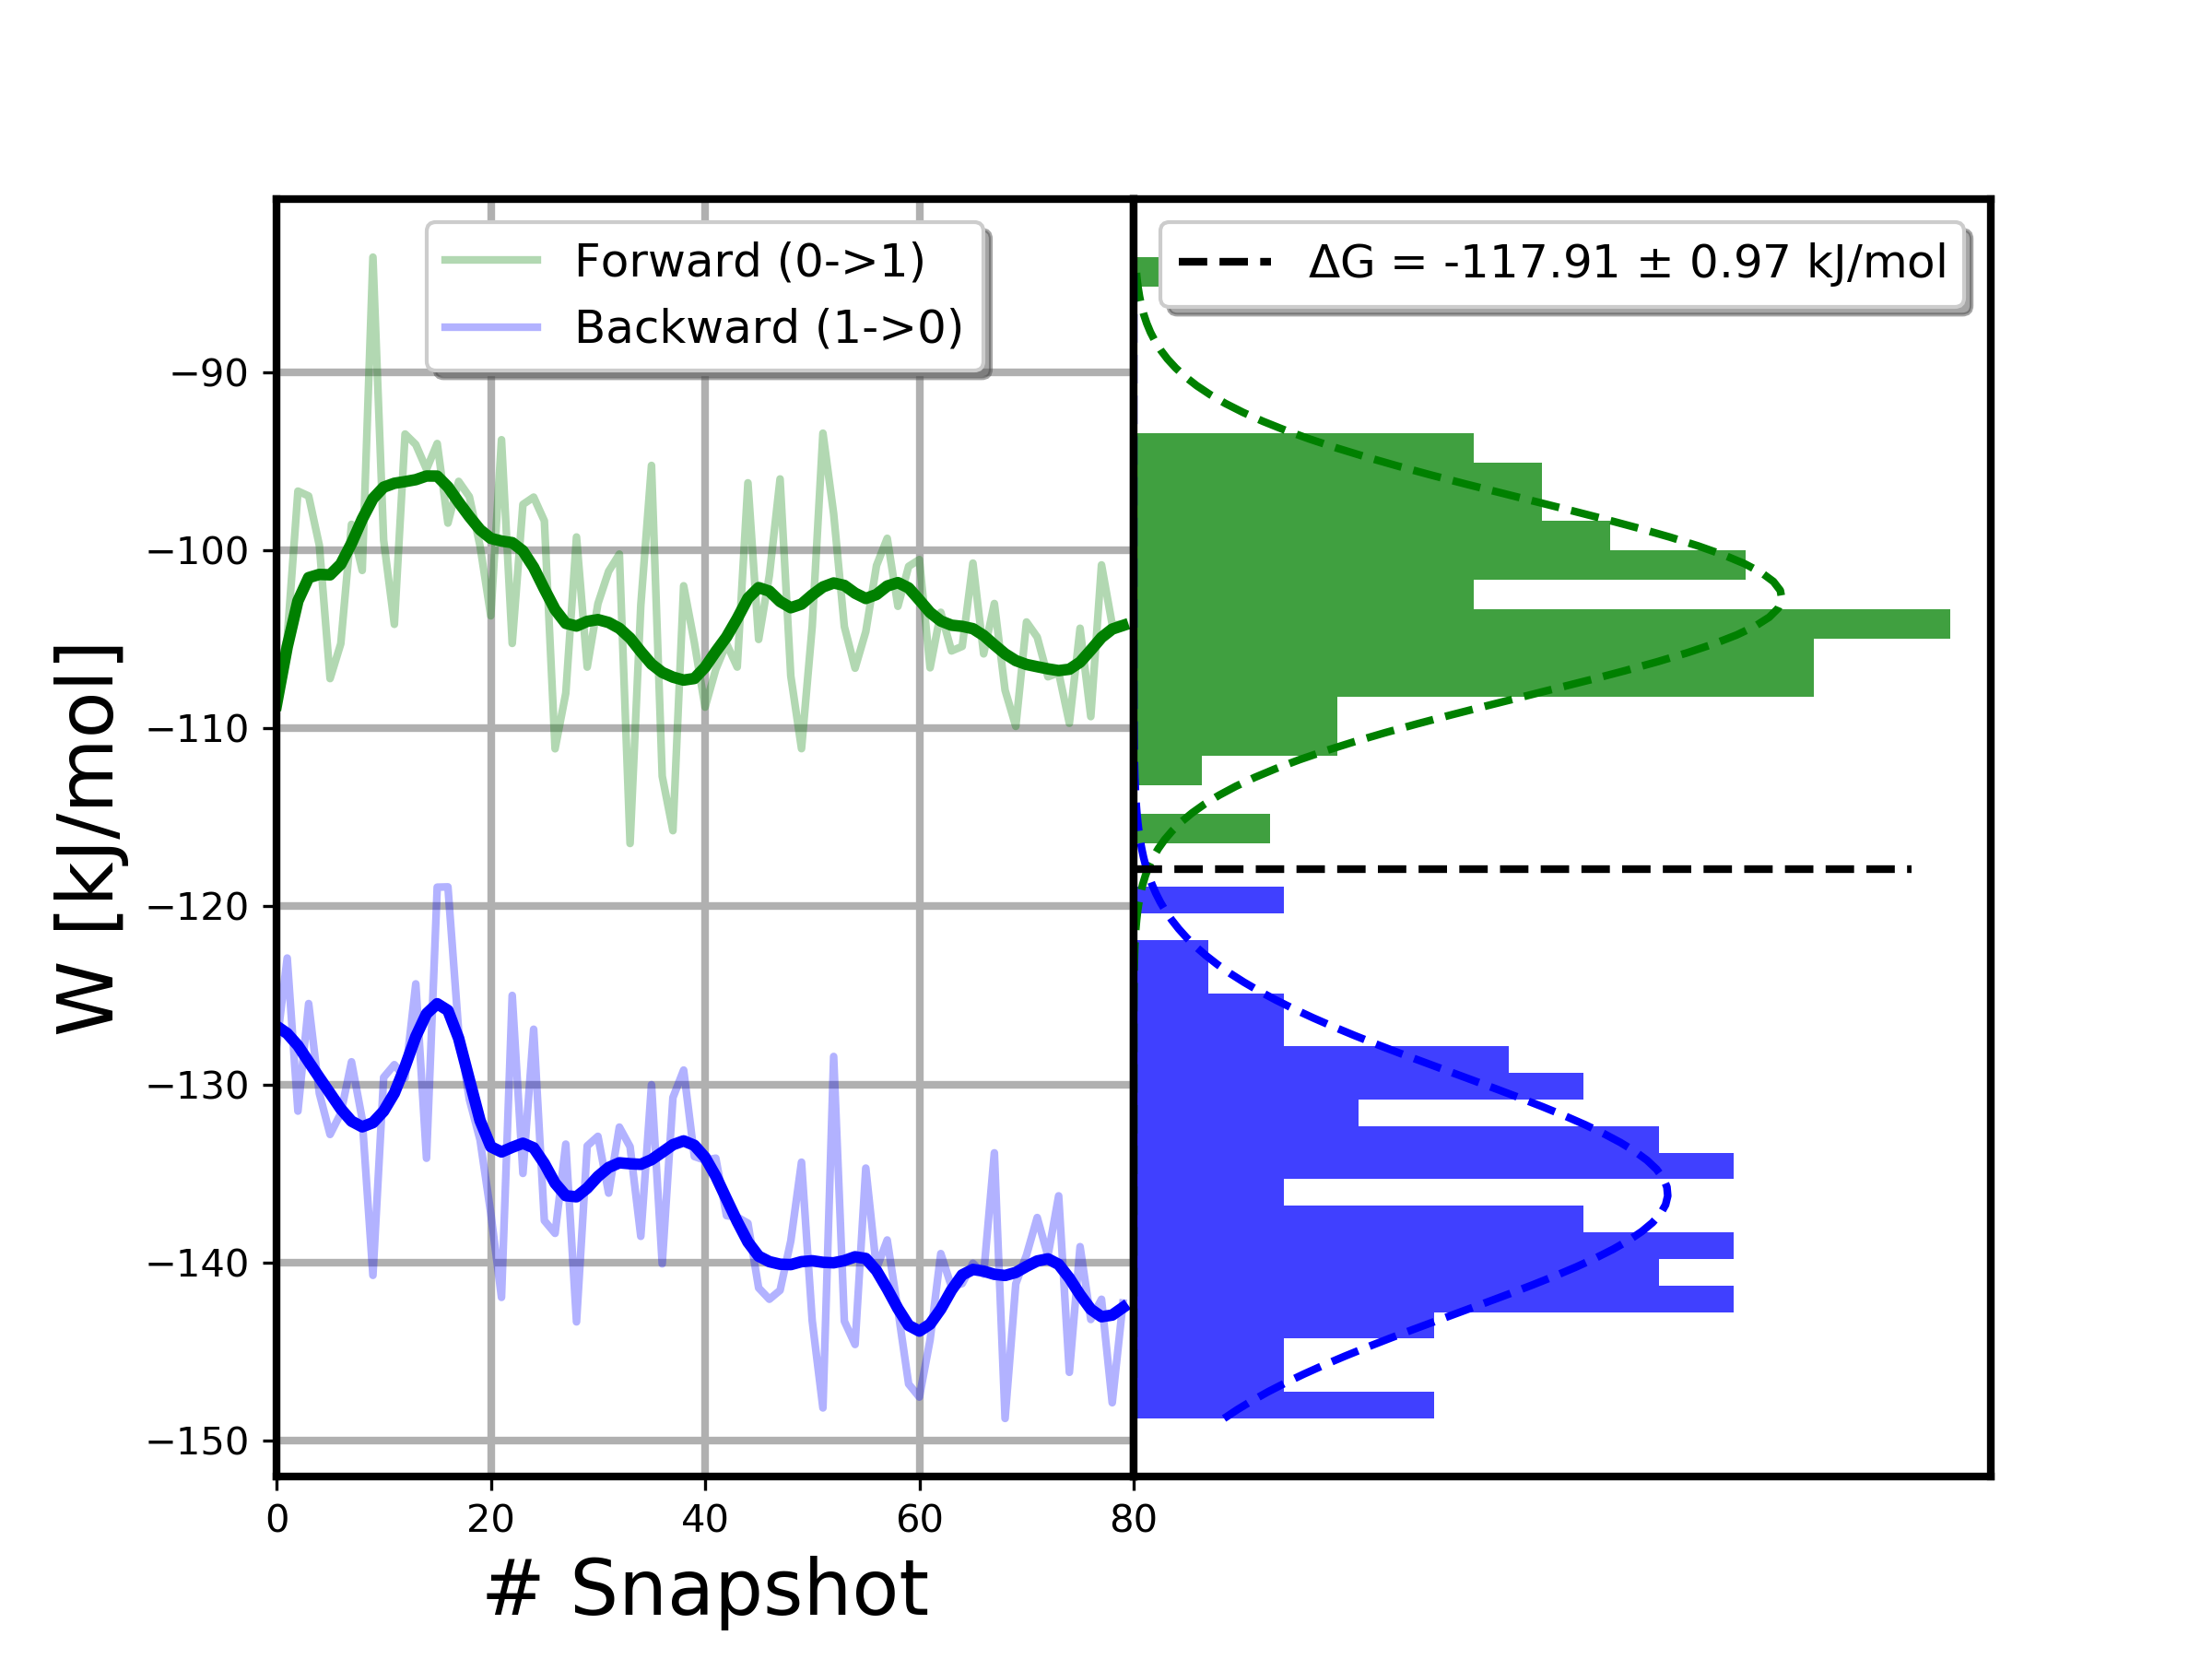 Forward (0->1)
Backward (1->0)
ΔG = -117.91 ± 0.97 kJ/mol
W [kJ/mol]
−90
−100
−110
−120
−130
−140
−150
0 20 40 60 80
# Snapshot